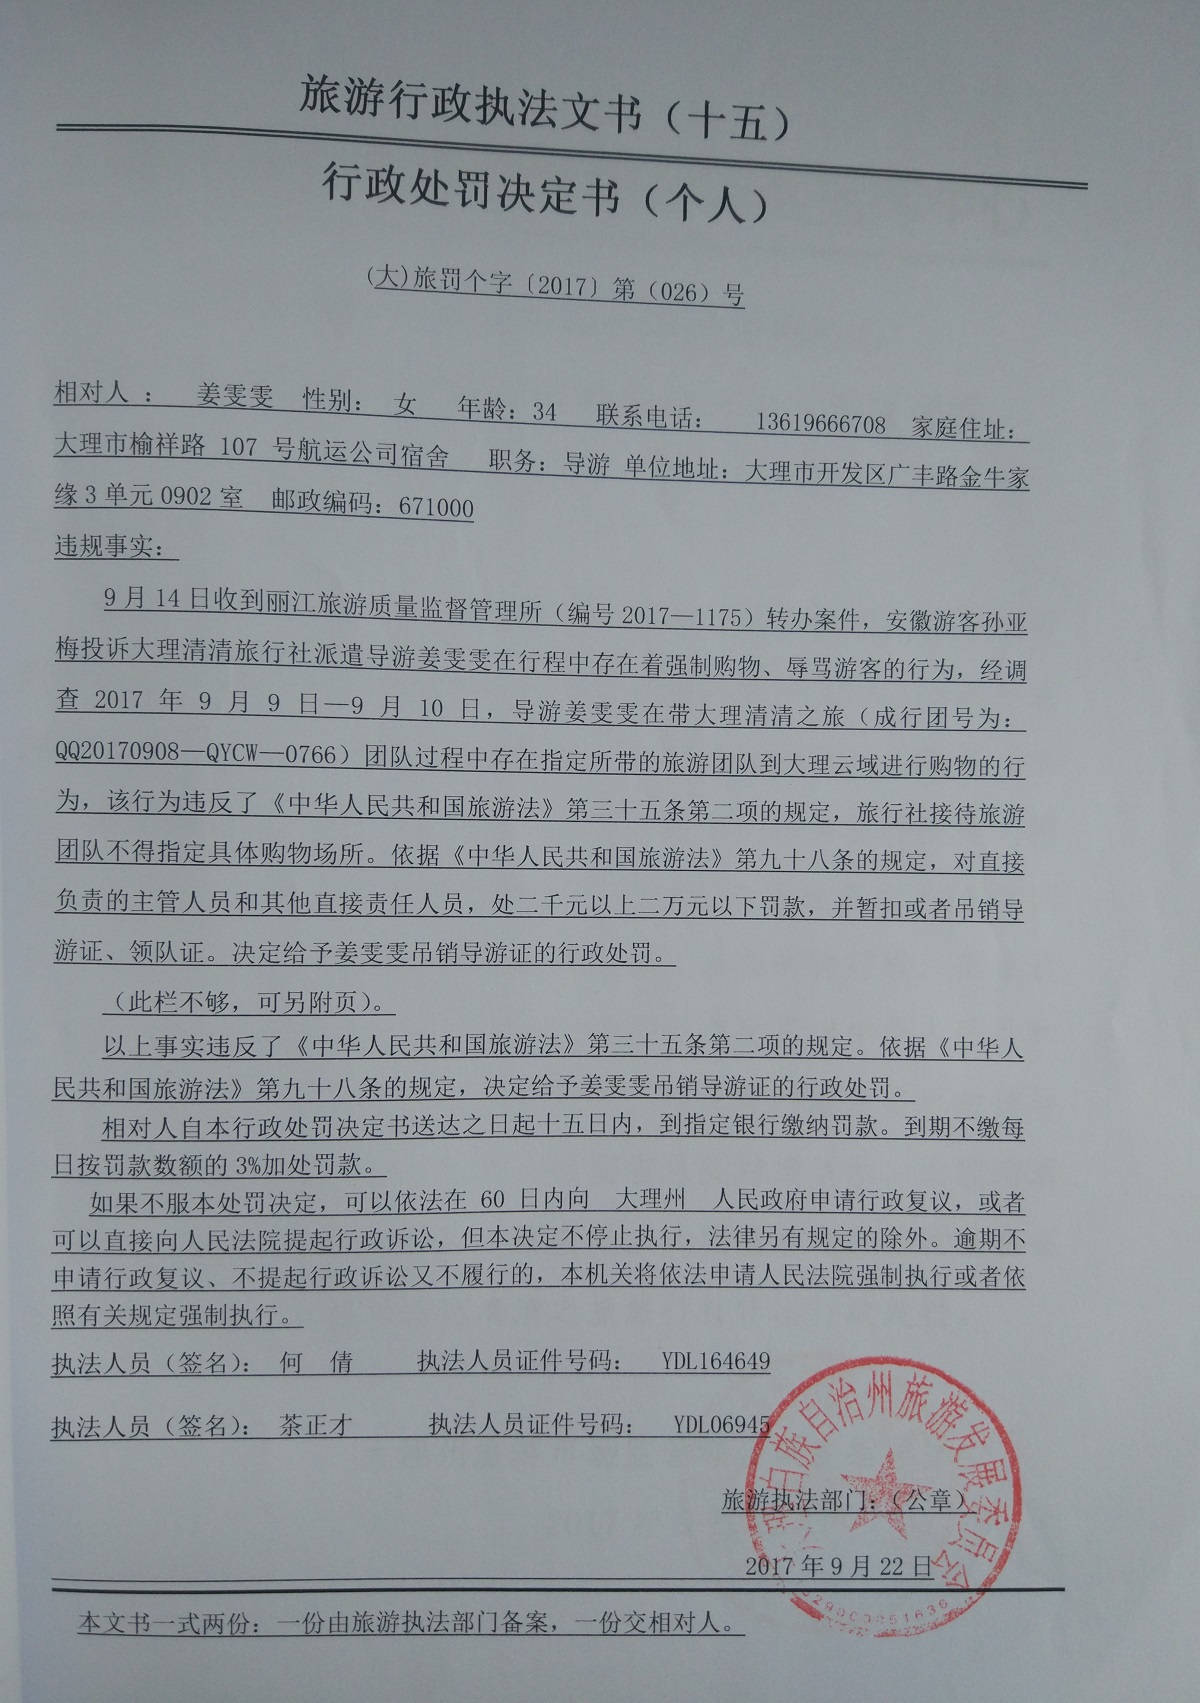 旅游行政执法文书（十五）
行政处罚决定书（个人）
(大)旅罚个字〔2017〕第（026）号
相对人 ： 姜雯雯 性别： 女 年龄：34 联系电话： 13619666708 家庭住址：
大理市榆祥路 107 号航运公司宿舍 职务：导游 单位地址：大理市开发区广丰路金牛家
缘3单元0902室 邮政编码：671000
违规事实：
9月14日收到丽江旅游质量监督管理所（编号2017—1175）转办案件，安徽游客孙亚
梅投诉大理清清旅行社派遣导游姜雯雯在行程中存在着强制购物、辱骂游客的行为，经调
查 2017 年 9 月 9 日—9 月 10 日，导游姜雯雯在带大理清清之旅（成行团号为：
QQ20170908—QYCW—0766）团队过程中存在指定所带的旅游团队到大理云域进行购物的行
为，该行为违反了《中华人民共和国旅游法》第三十五条第二项的规定，旅行社接待旅游
团队不得指定具体购物场所。依据《中华人民共和国旅游法》第九十八条的规定，对直接
负责的主管人员和其他直接责任人员，处二千元以上二万元以下罚款，并暂扣或者吊销导
游证、领队证。决定给予姜雯雯吊销导游证的行政处罚。
（此栏不够，可另附页）。
以上事实违反了《中华人民共和国旅游法》第三十五条第二项的规定。依据《中华人
民共和国旅游法》第九十八条的规定，决定给予姜雯雯吊销导游证的行政处罚。
相对人自本行政处罚决定书送达之日起十五日内，到指定银行缴纳罚款。到期不缴每
日按罚款数额的3%加处罚款。
如果不服本处罚决定，可以依法在 60 日内向 大理州 人民政府申请行政复议，或者
可以直接向人民法院提起行政诉讼，但本决定不停止执行，法律另有规定的除外。逾期不
申请行政复议、不提起行政诉讼又不履行的，本机关将依法申请人民法院强制执行或者依
照有关规定强制执行。
执法人员（签名）： 何 倩 执法人员证件号码： YDL164649
执法人员（签名）： 茶正才 执法人员证件号码： YDL06945
大理白族自治州旅游发展委员会
旅游执法部门：（公章）
2017年9月22日
本文书一式两份：一份由旅游执法部门备案，一份交相对人。